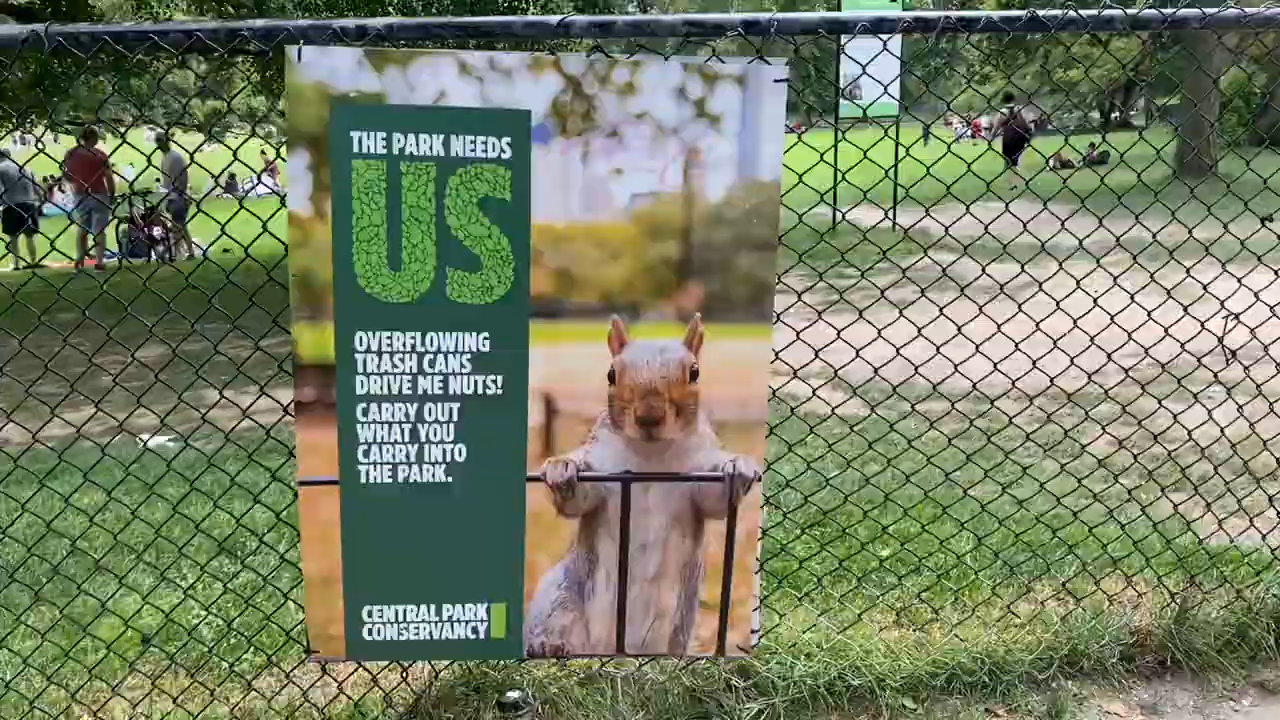 THE PARK NEEDS
US
OVERFLOWING
TRASH CANS
DRIVE ME NUTS!
CARRY OUT
WHAT YOU
CARRY INTO
THE PARK.
CENTRAL PARK
CONSERVANCY